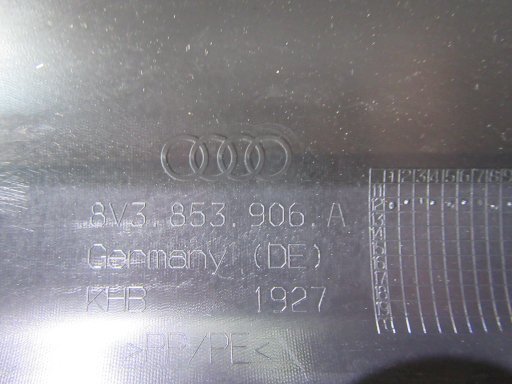 8V3.853.906.A
Germany (DE)
KHB 1927
>PP/PE<